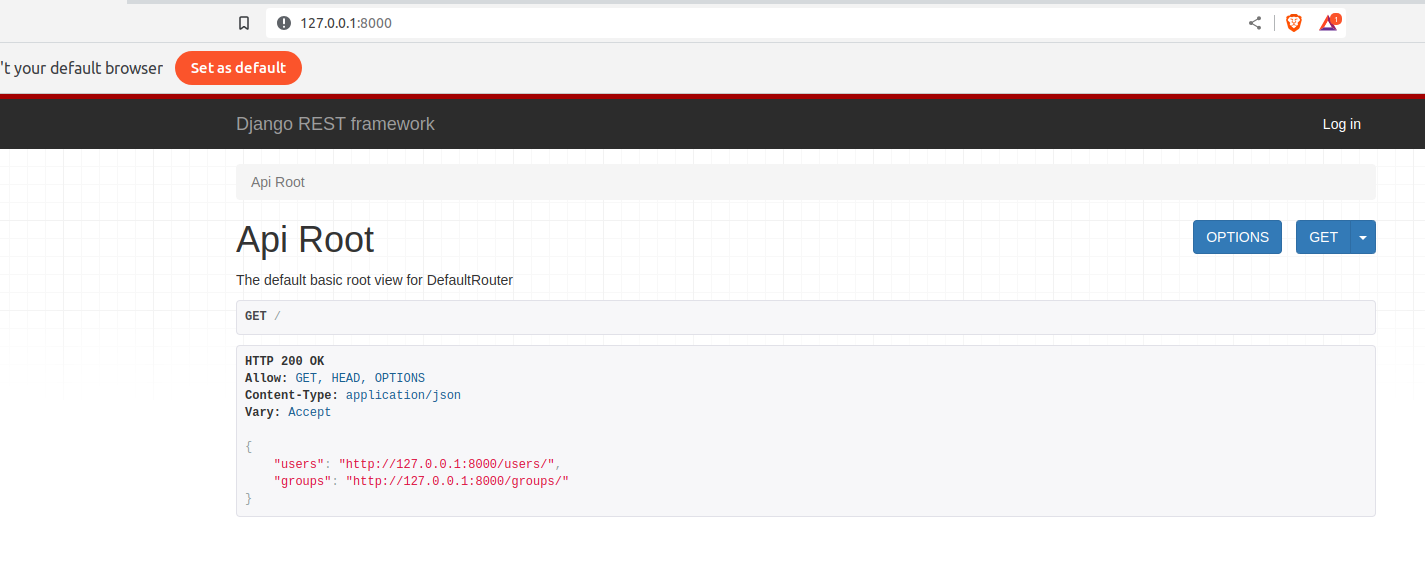 127.0.0.1:8000
't your default browser Set as default
Django REST framework Log in
Api Root
Api Root OPTIONS GET
The default basic root view for DefaultRouter
GET /
HTTP 200 OK
Allow: GET, HEAD, OPTIONS
Content-Type: application/json
Vary: Accept
{
"users": "http://127.0.0.1:8000/users/",
"groups": "http://127.0.0.1:8000/groups/"
}